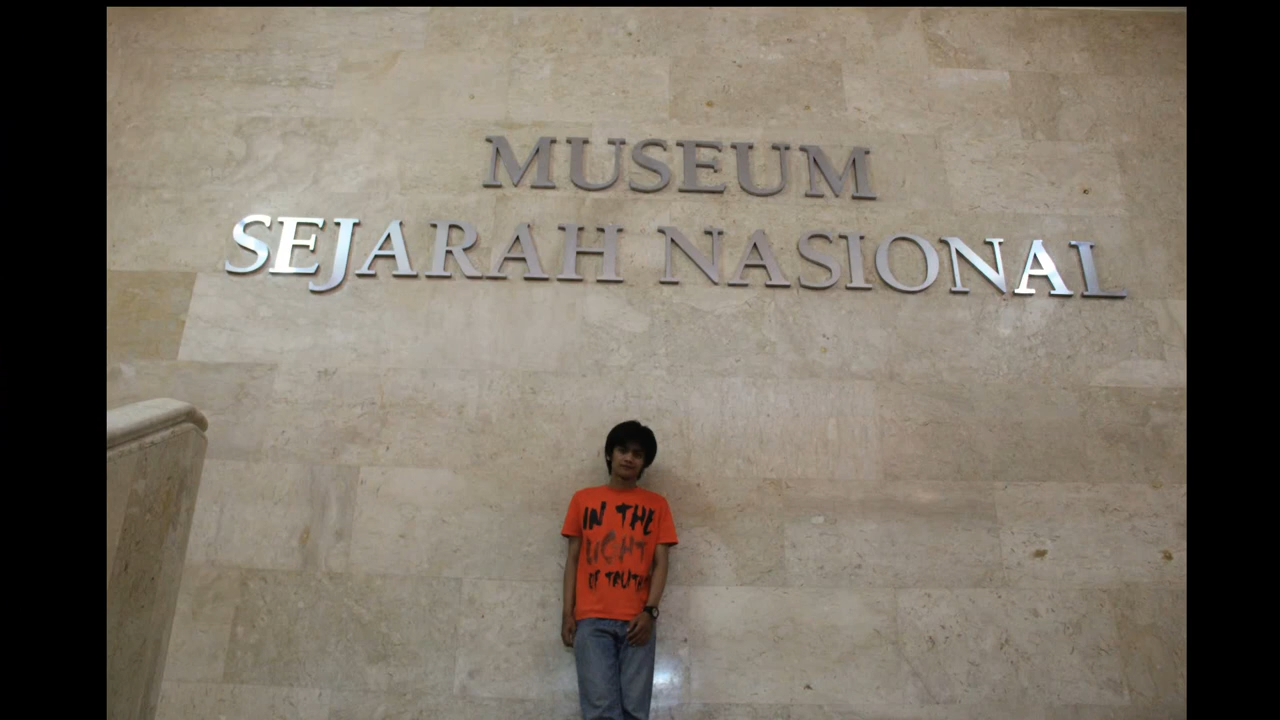 MUSEUM
SEJARAH NASIONAL
IN THE
LIGHT
OF TRUTH